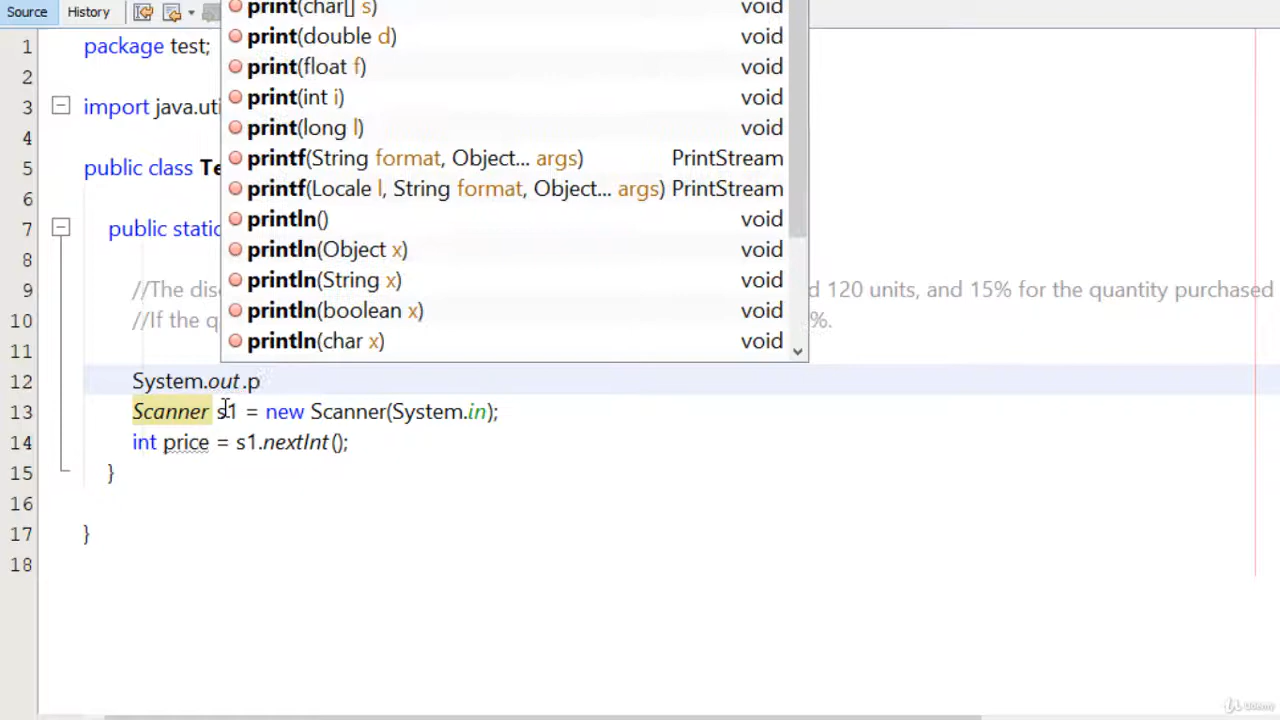 Source History
print(char[] s) void
print(double d) void
print(float f) void
print(int i) void
print(long l) void
printf(String format, Object... args) PrintStream
printf(Locale l, String format, Object... args) PrintStream
println() void
println(Object x) void
println(String x) void
println(boolean x) void
println(char x) void
1 package test;
2
3 import java.uti
4
5 public class Te
6
7 public static
8
9 //The dis d 120 units, and 15% for the quantity purchased
10 //If the q %.
11
12 System.out.p
13 Scanner s1 = new Scanner(System.in);
14 int price = s1.nextInt();
15 }
16
17 }
18
Udemy